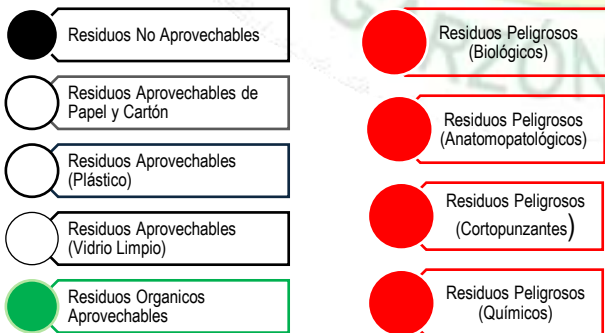 Residuos No Aprovechables
Residuos Aprovechables de
Papel y Cartón
Residuos Aprovechables
(Plástico)
Residuos Aprovechables
(Vidrio Limpio)
Residuos Organicos
Aprovechables
Residuos Peligrosos
(Biológicos)
Residuos Peligrosos
(Anatomopatológicos)
Residuos Peligrosos
(Cortopunzantes)
Residuos Peligrosos
(Químicos)